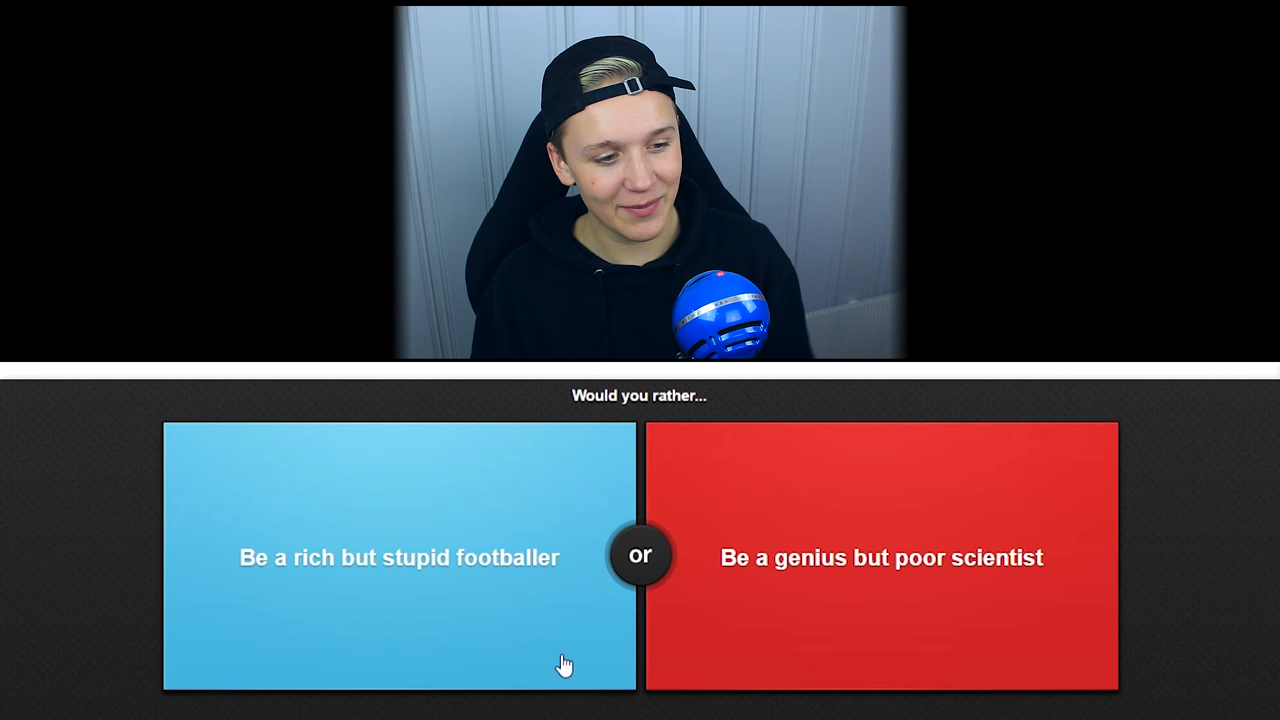 Would you rather...
Be a rich but stupid footballer
or
Be a genius but poor scientist